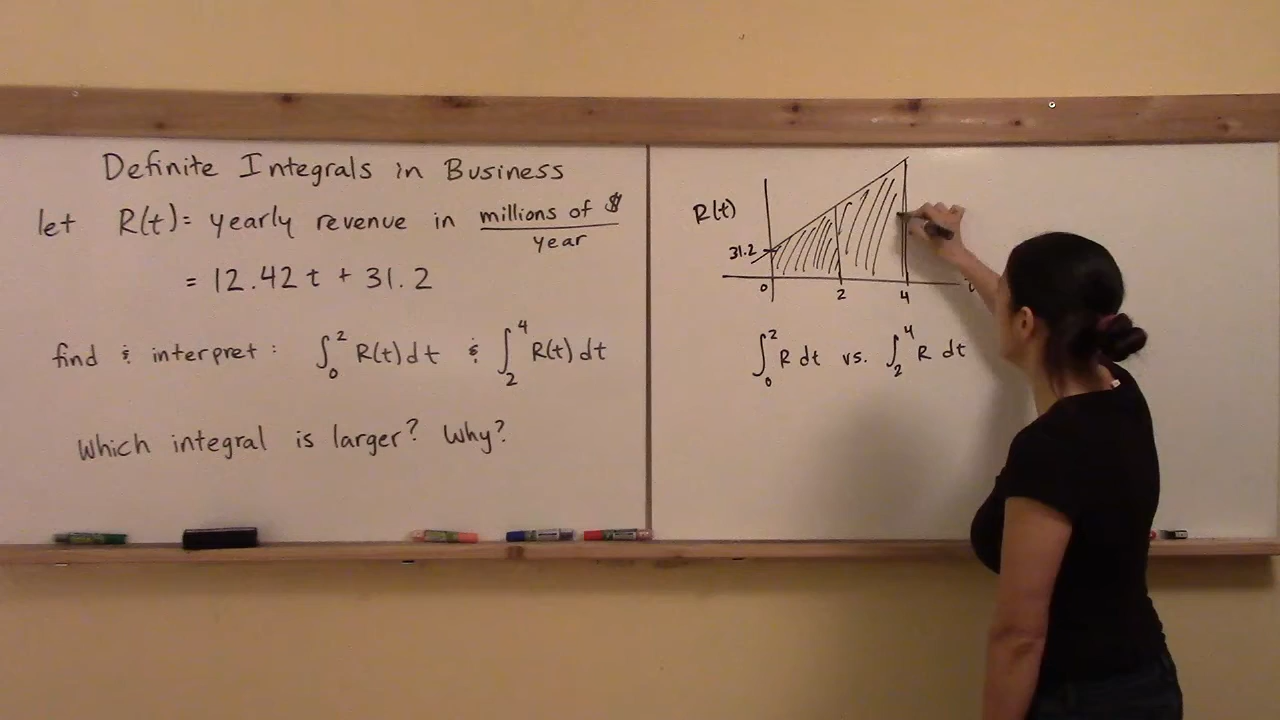 Definite Integrals in Business
let R(t) = yearly revenue in millions of $ / year
= 12.42 t + 31.2
find & interpret : ∫₀² R(t) dt & ∫₂⁴ R(t) dt
Which integral is larger? Why?
R(t)
31.2
0 2 4
∫₀² R dt vs. ∫₂⁴ R dt